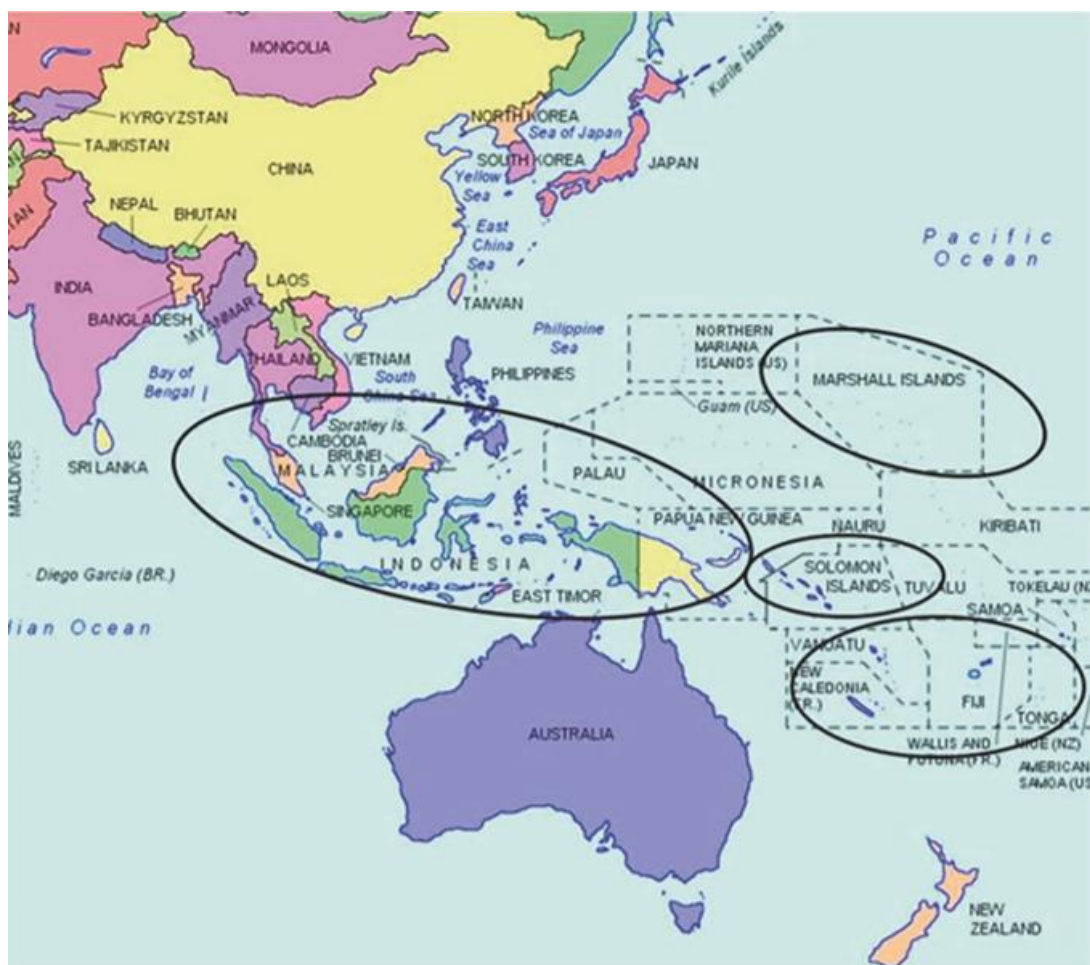 MONGOLIA
KYRGYZSTAN
TAJIKISTAN
CHINA
NORTH KOREA
SOUTH KOREA
Sea of Japan
Kurile Islands
JAPAN
Yellow
Sea
East
China
Sea
NEPAL
BHUTAN
INDIA
BANGLADESH
MYANMAR
LAOS
TAIWAN
Pacific
Ocean
THAILAND
VIETNAM
Bay of
Bengal
South
China Sea
Philippine
Sea
PHILIPPINES
NORTHERN
MARIANA
ISLANDS (US)
Guam (US)
MARSHALL ISLANDS
MALDIVES
SRI LANKA
CAMBODIA
Spratley Is.
BRUNEI
MALAYSIA
SINGAPORE
PALAU
MICRONESIA
PAPUA NEW GUINEA
NAURU
KIRIBATI
INDONESIA
EAST TIMOR
SOLOMON
ISLANDS
TUVALU
TOKELAU (NZ
SAMOA
Diego Garcia (BR.)
dian Ocean
VANUATU
NEW
CALEDONIA
(FR.)
FIJI
TONGA
WALLIS AND
FUTUNA (FR.)
NIUE (NZ)
AMERICAN
SAMOA (US
AUSTRALIA
NEW
ZEALAND